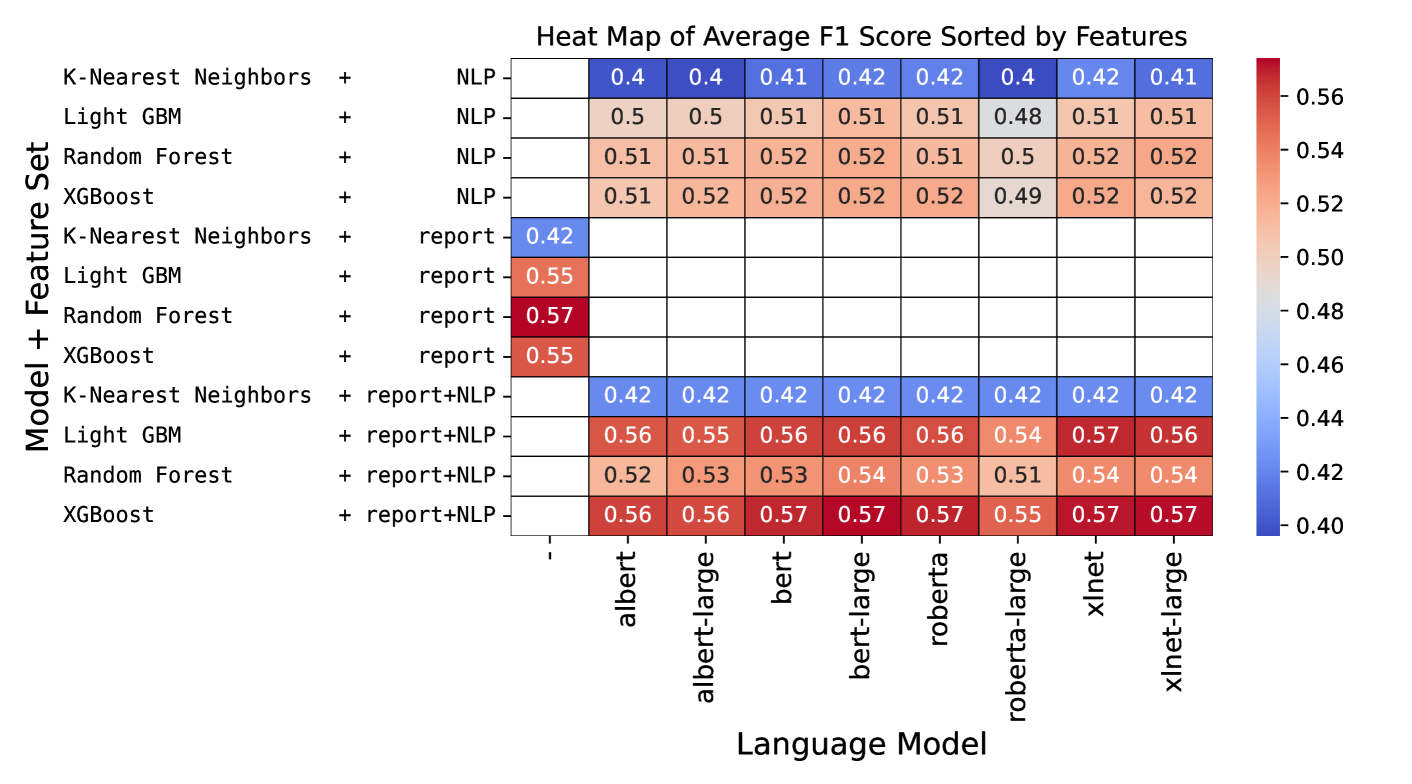 Heat Map of Average F1 Score Sorted by Features
K-Nearest Neighbors + NLP 0.4 0.4 0.41 0.42 0.42 0.4 0.42 0.41
Light GBM + NLP 0.5 0.5 0.51 0.51 0.51 0.48 0.51 0.51
Random Forest + NLP 0.51 0.51 0.52 0.52 0.51 0.5 0.52 0.52
XGBoost + NLP 0.51 0.52 0.52 0.52 0.52 0.49 0.52 0.52
K-Nearest Neighbors + report 0.42
Light GBM + report 0.55
Random Forest + report 0.57
XGBoost + report 0.55
K-Nearest Neighbors + report+NLP 0.42 0.42 0.42 0.42 0.42 0.42 0.42 0.42
Light GBM + report+NLP 0.56 0.55 0.56 0.56 0.56 0.54 0.57 0.56
Random Forest + report+NLP 0.52 0.53 0.53 0.54 0.53 0.51 0.54 0.54
XGBoost + report+NLP 0.56 0.56 0.57 0.57 0.57 0.55 0.57 0.57
Model + Feature Set
-
albert
albert-large
bert
bert-large
roberta
roberta-large
xlnet
xlnet-large
Language Model
0.56
0.54
0.52
0.50
0.48
0.46
0.44
0.42
0.40